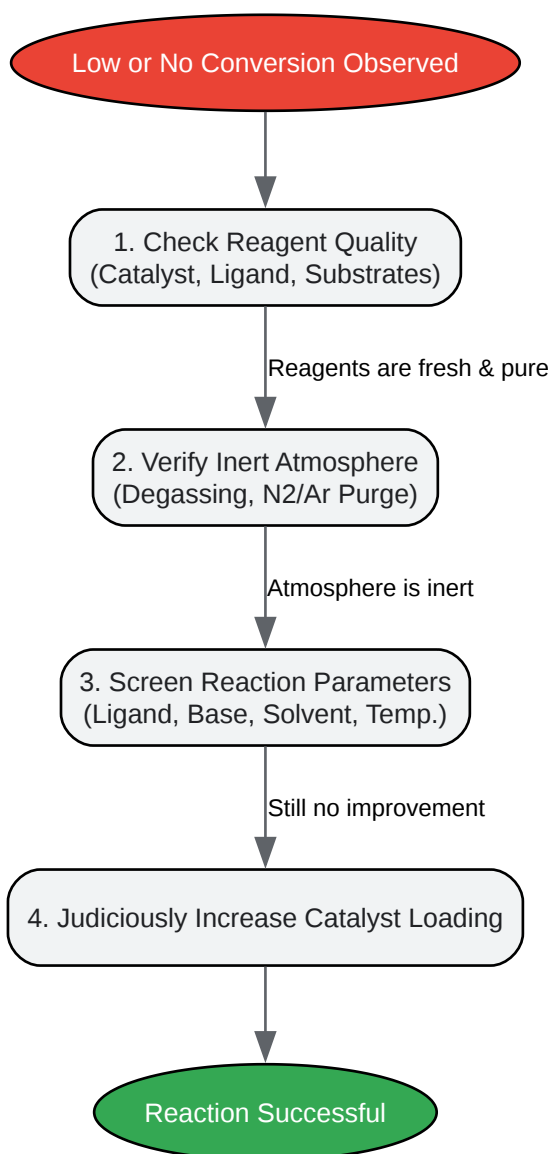 Low or No Conversion Observed
1. Check Reagent Quality
(Catalyst, Ligand, Substrates)
Reagents are fresh & pure
2. Verify Inert Atmosphere
(Degassing, N2/Ar Purge)
Atmosphere is inert
3. Screen Reaction Parameters
(Ligand, Base, Solvent, Temp.)
Still no improvement
4. Judiciously Increase Catalyst Loading
Reaction Successful